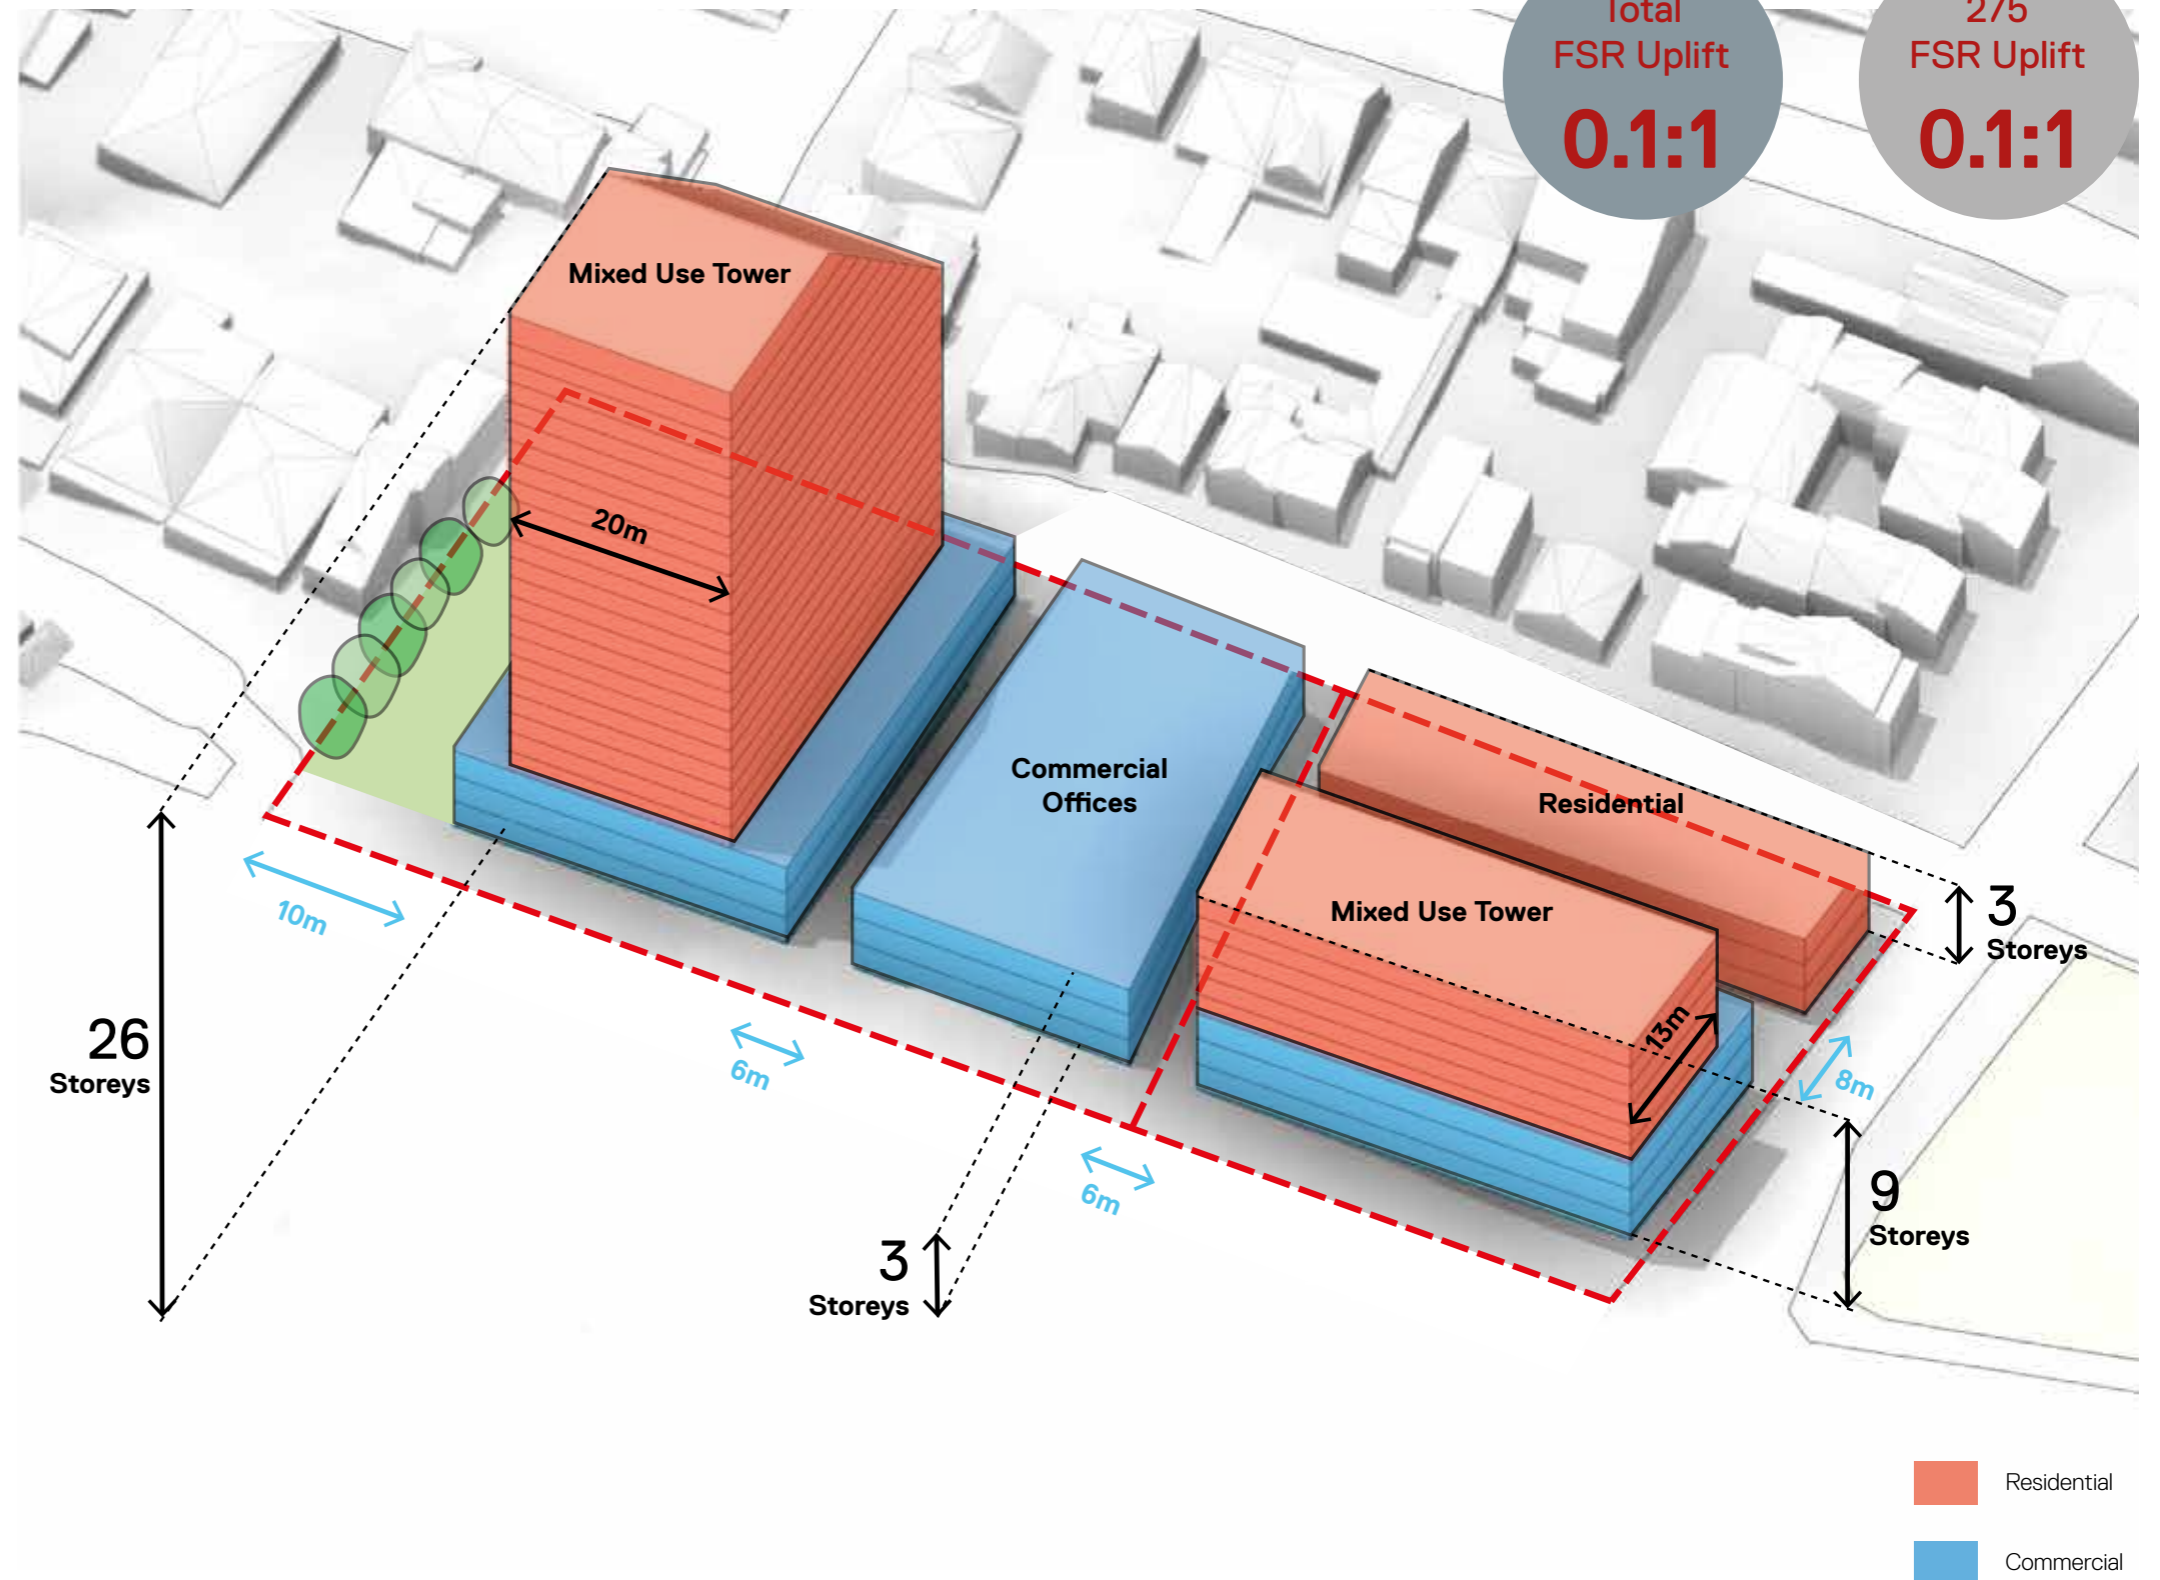 Total
FSR Uplift
0.1:1
275
FSR Uplift
0.1:1
Mixed Use Tower
20m
Commercial
Offices
Residential
Mixed Use Tower
13m
3
Storeys
10m
6m
6m
8m
26
Storeys
9
Storeys
3
Storeys
Residential
Commercial